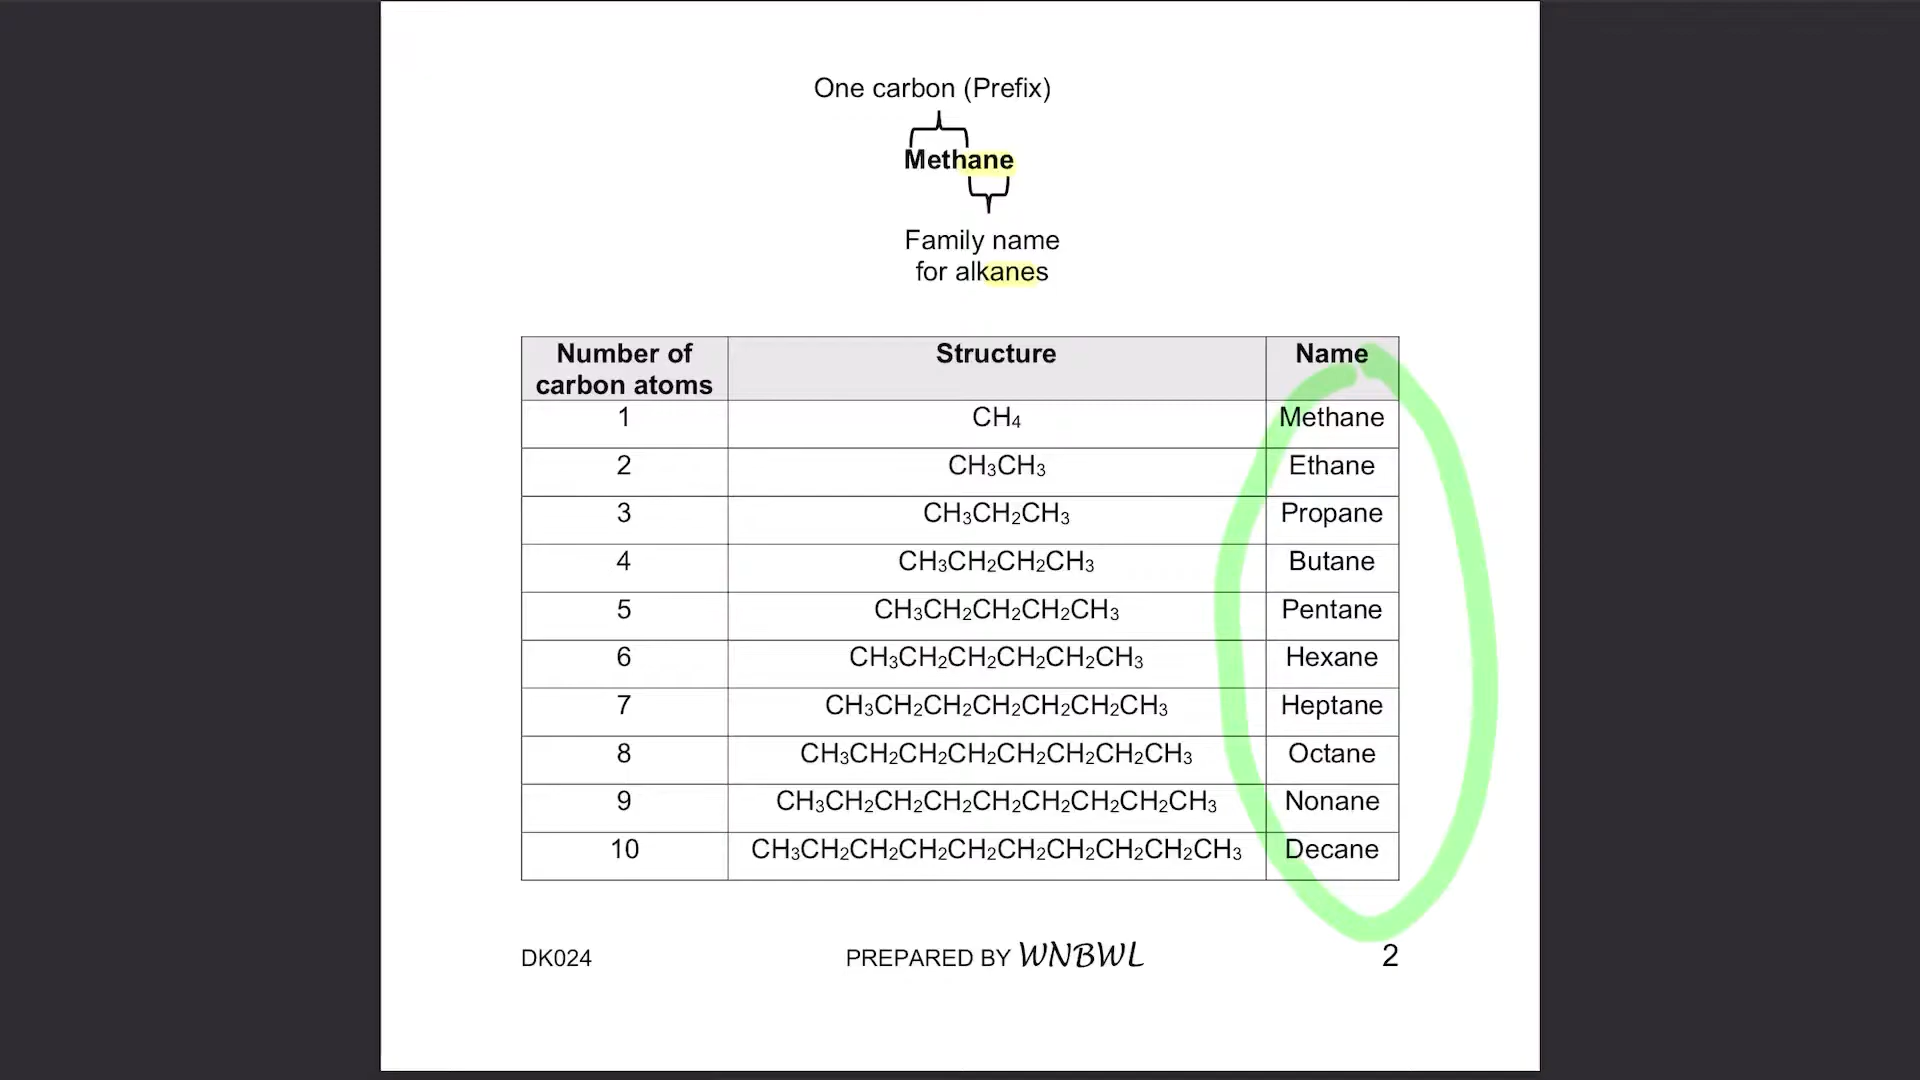 One carbon (Prefix)
Methane
Family name
for alkanes
Number of carbon atoms Structure Name
1 CH₄ Methane
2 CH₃CH₃ Ethane
3 CH₃CH₂CH₃ Propane
4 CH₃CH₂CH₂CH₃ Butane
5 CH₃CH₂CH₂CH₂CH₃ Pentane
6 CH₃CH₂CH₂CH₂CH₂CH₃ Hexane
7 CH₃CH₂CH₂CH₂CH₂CH₂CH₃ Heptane
8 CH₃CH₂CH₂CH₂CH₂CH₂CH₂CH₃ Octane
9 CH₃CH₂CH₂CH₂CH₂CH₂CH₂CH₂CH₃ Nonane
10 CH₃CH₂CH₂CH₂CH₂CH₂CH₂CH₂CH₂CH₃ Decane
DK024 PREPARED BY WNBWL 2